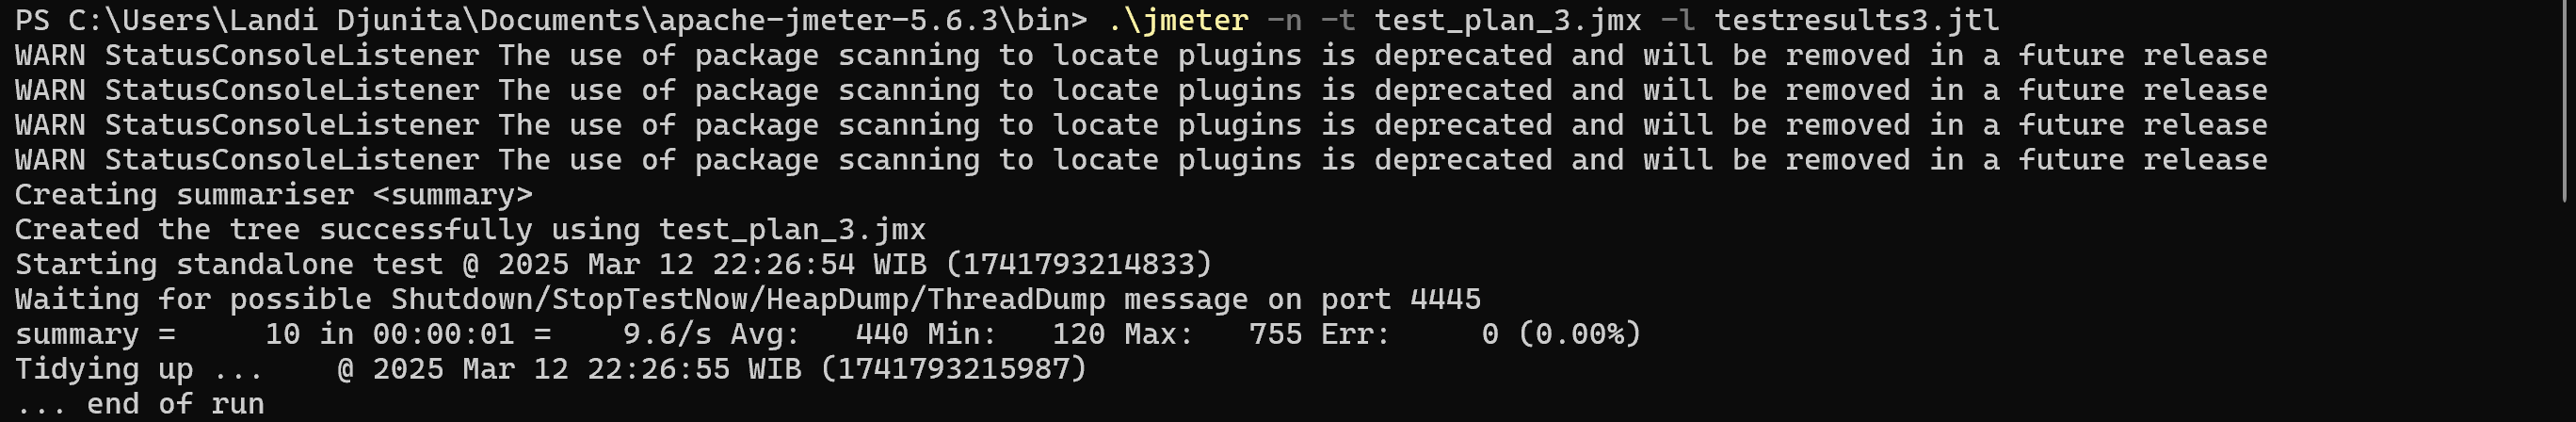 PS C:\Users\Landi Djunita\Documents\apache-jmeter-5.6.3\bin> .\jmeter -n -t test_plan_3.jmx -l testresults3.jtl
WARN StatusConsoleListener The use of package scanning to locate plugins is deprecated and will be removed in a future release
WARN StatusConsoleListener The use of package scanning to locate plugins is deprecated and will be removed in a future release
WARN StatusConsoleListener The use of package scanning to locate plugins is deprecated and will be removed in a future release
WARN StatusConsoleListener The use of package scanning to locate plugins is deprecated and will be removed in a future release
Creating summariser <summary>
Created the tree successfully using test_plan_3.jmx
Starting standalone test @ 2025 Mar 12 22:26:54 WIB (1741793214833)
Waiting for possible Shutdown/StopTestNow/HeapDump/ThreadDump message on port 4445
summary =     10 in 00:00:01 =    9.6/s Avg:   440 Min:   120 Max:   755 Err:     0 (0.00%)
Tidying up ...    @ 2025 Mar 12 22:26:55 WIB (1741793215987)
... end of run